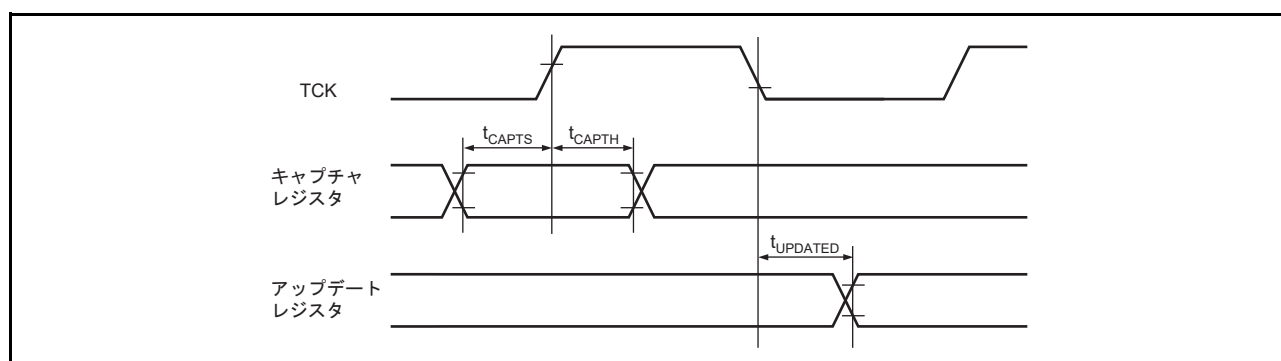 TCK
tCAPTS
tCAPTH
キャプチャ
レジスタ
tUPDATED
アップデート
レジスタ